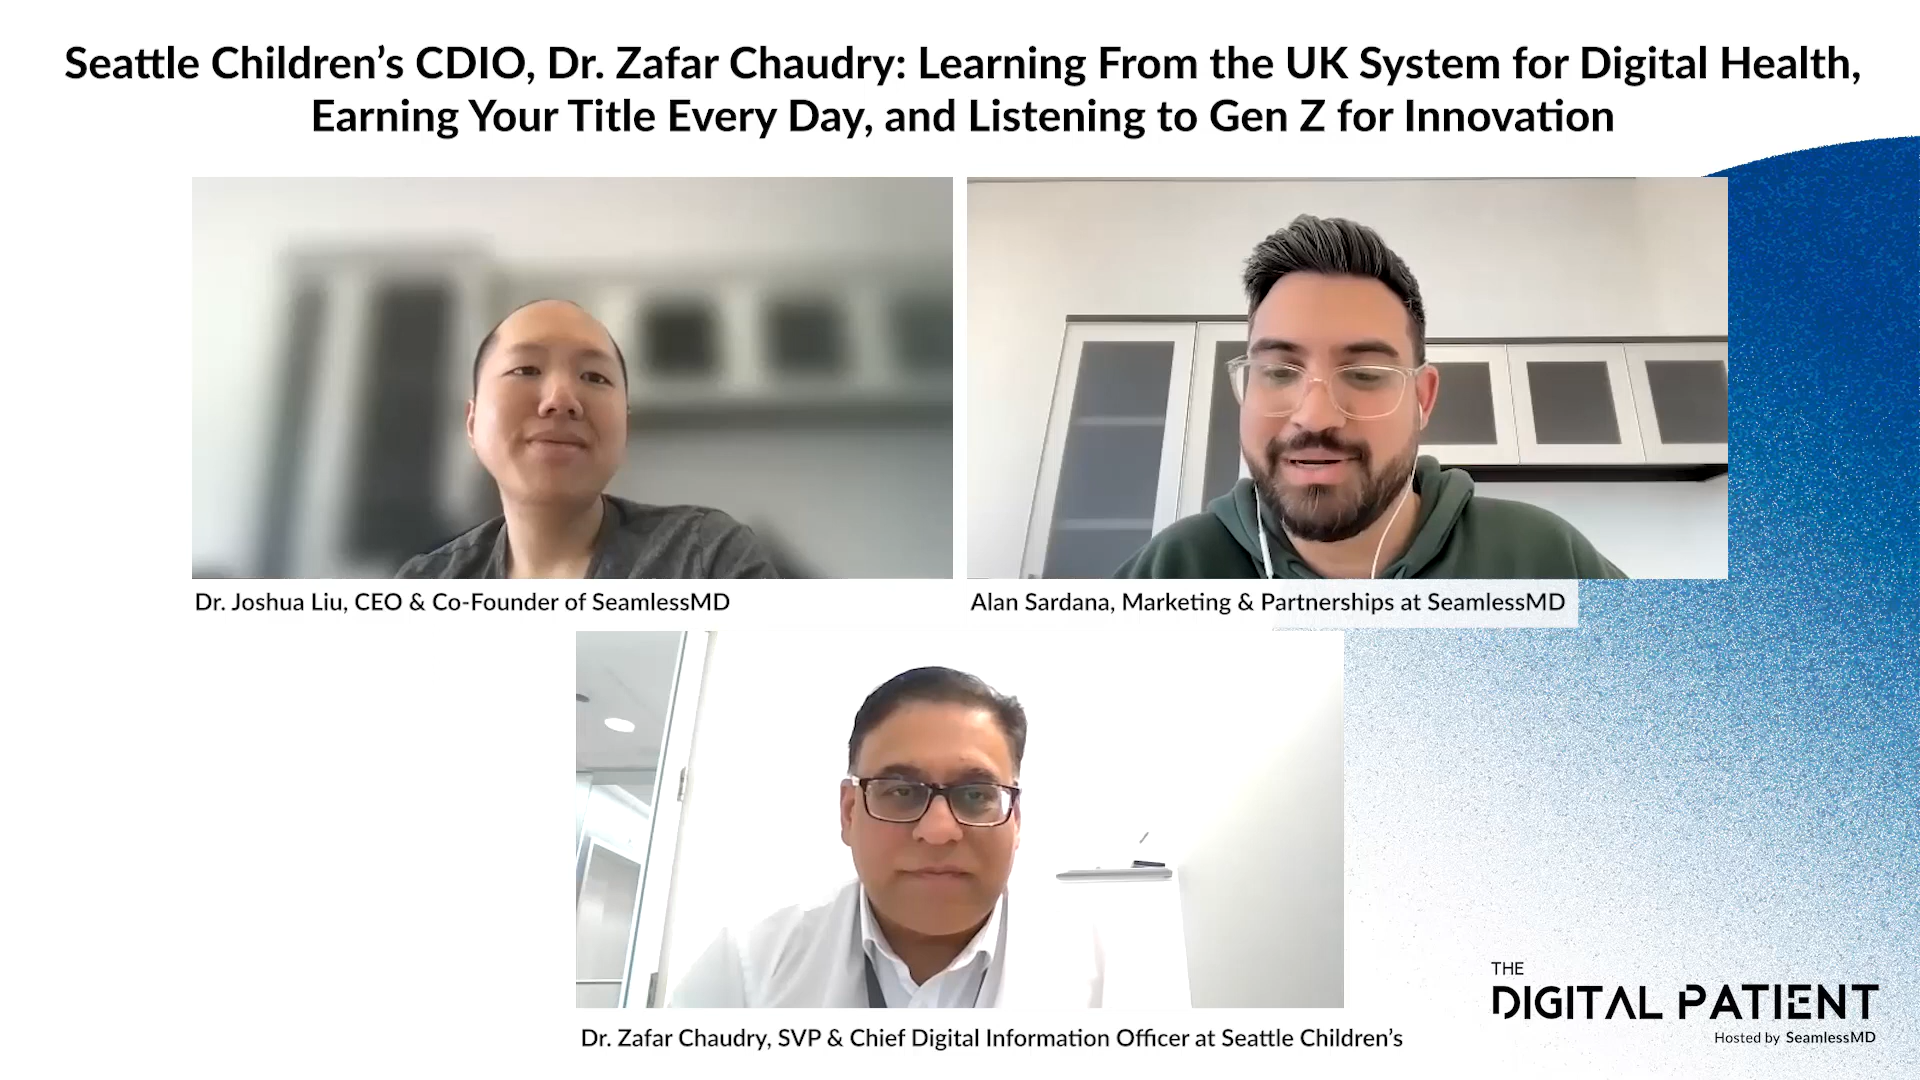 Seattle Children’s CDIO, Dr. Zafar Chaudry: Learning From the UK System for Digital Health,
Earning Your Title Every Day, and Listening to Gen Z for Innovation
Dr. Joshua Liu, CEO & Co-Founder of SeamlessMD
Alan Sardana, Marketing & Partnerships at SeamlessMD
Dr. Zafar Chaudry, SVP & Chief Digital Information Officer at Seattle Children’s
THE
DIGITAL PATIENT
Hosted by SeamlessMD